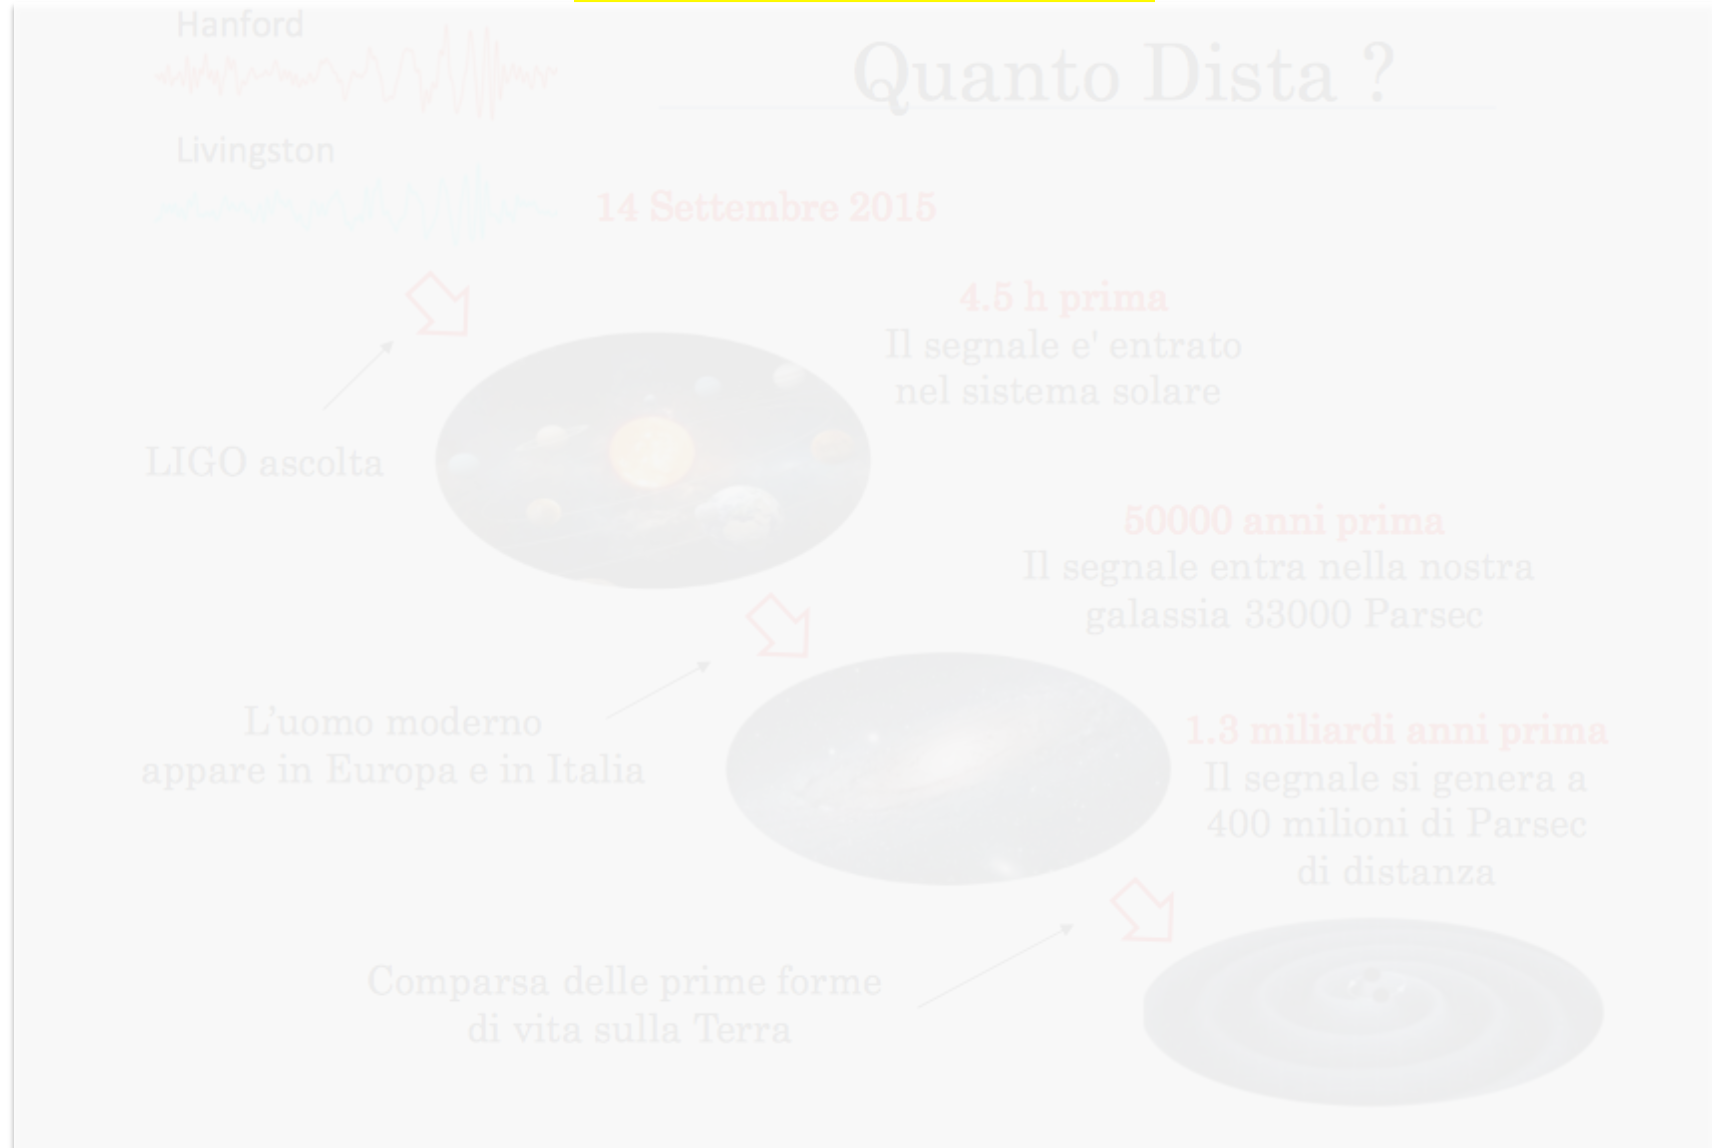 Hanford
Quanto Dista ?
Livingston
14 Settembre 2015
4.5 h prima
Il segnale e' entrato
nel sistema solare
LIGO ascolta
50000 anni prima
Il segnale entra nella nostra
galassia 33000 Parsec
L'uomo moderno
appare in Europa e in Italia
1.3 miliardi anni prima
Il segnale si genera a
400 milioni di Parsec
di distanza
Comparsa delle prime forme
di vita sulla Terra